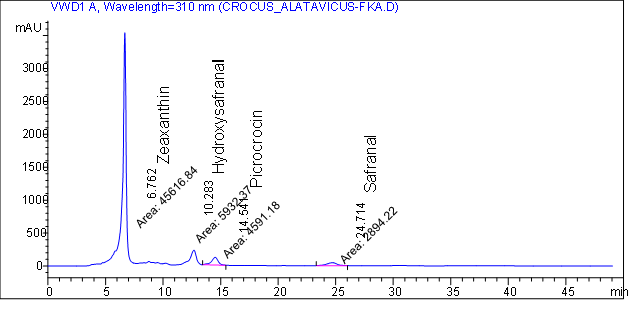 VWD1 A, Wavelength=310 nm (CROCUS_ALATAVICUS-FKA.D)
mAU
3000
2500
2000
1500
1000
500
0
6.762
Zeaxanthin
Area: 45616.84
10.283
Hydroxysafranal
Area: 5932.37
14.541
Picrocrocin
Area: 4591.18
24.714
Safranal
Area: 2894.22
0 5 10 15 20 25 30 35 40 45 min